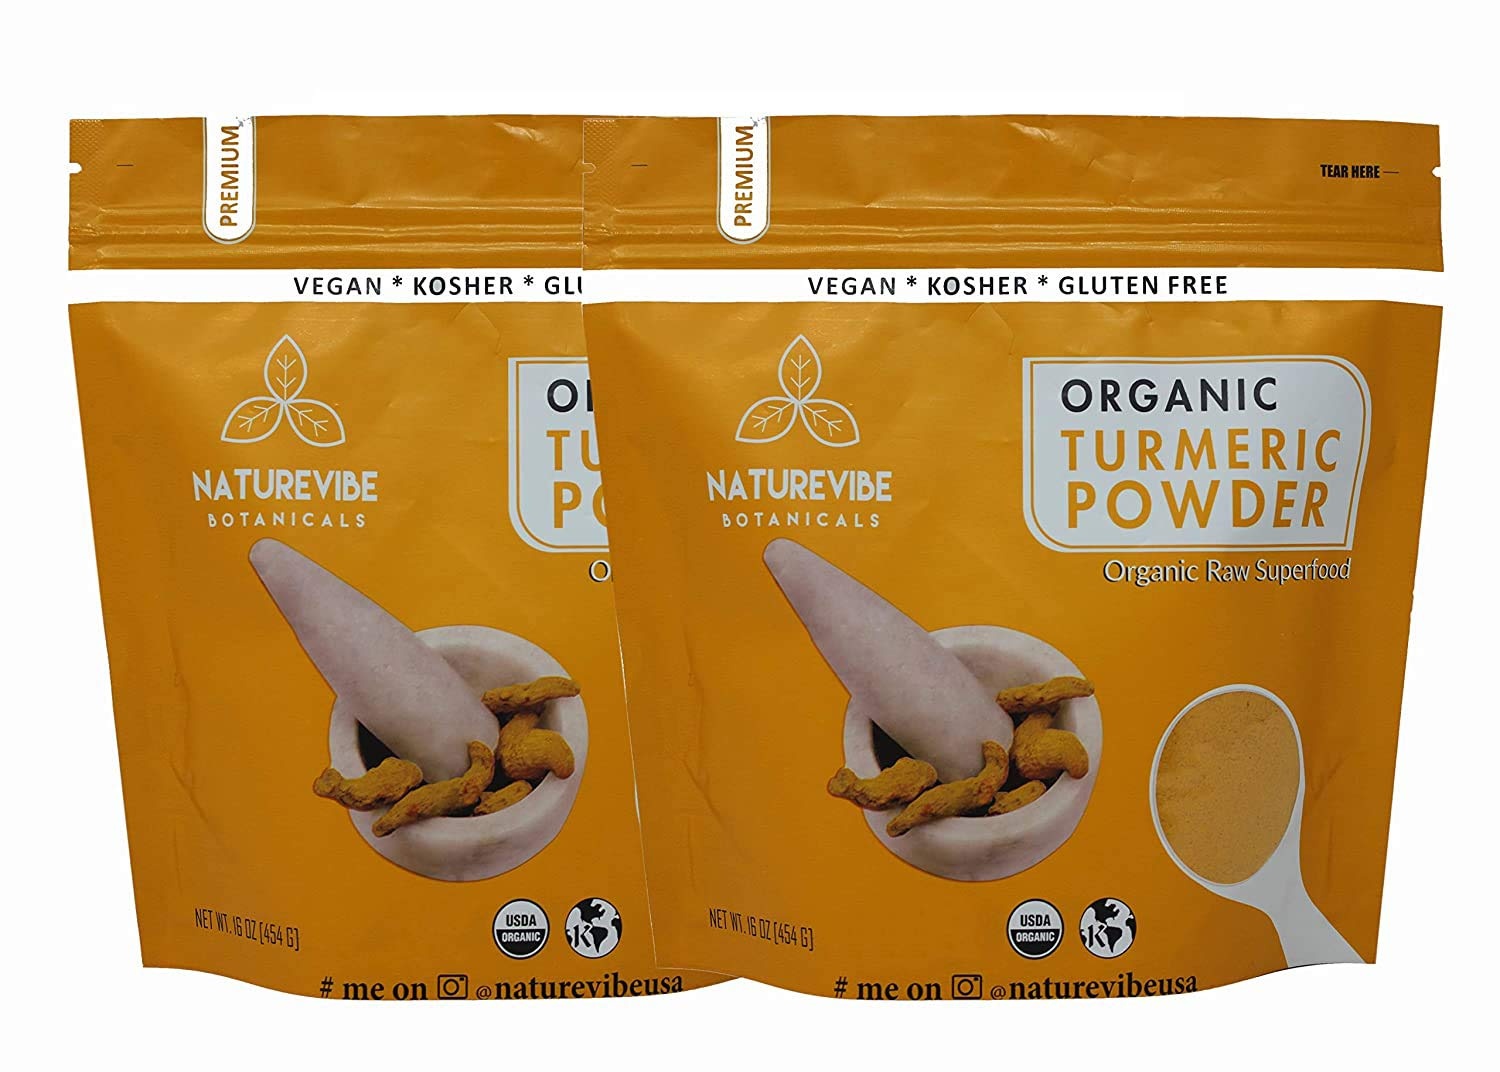 PREMIUM
VEGAN * KOSHER * GLU
NATUREVIBE
BOTANICALS
NET WT. 16 OZ (454 G)
USDA
ORGANIC
K
# me on @naturevibeusa
PREMIUM
TEAR HERE
VEGAN * KOSHER * GLUTEN FREE
NATUREVIBE
BOTANICALS
ORGANIC
TURMERIC
POWDER
Organic Raw Superfood
NET WT. 16 OZ (454 G)
USDA
ORGANIC
K
# me on @naturevibeusa